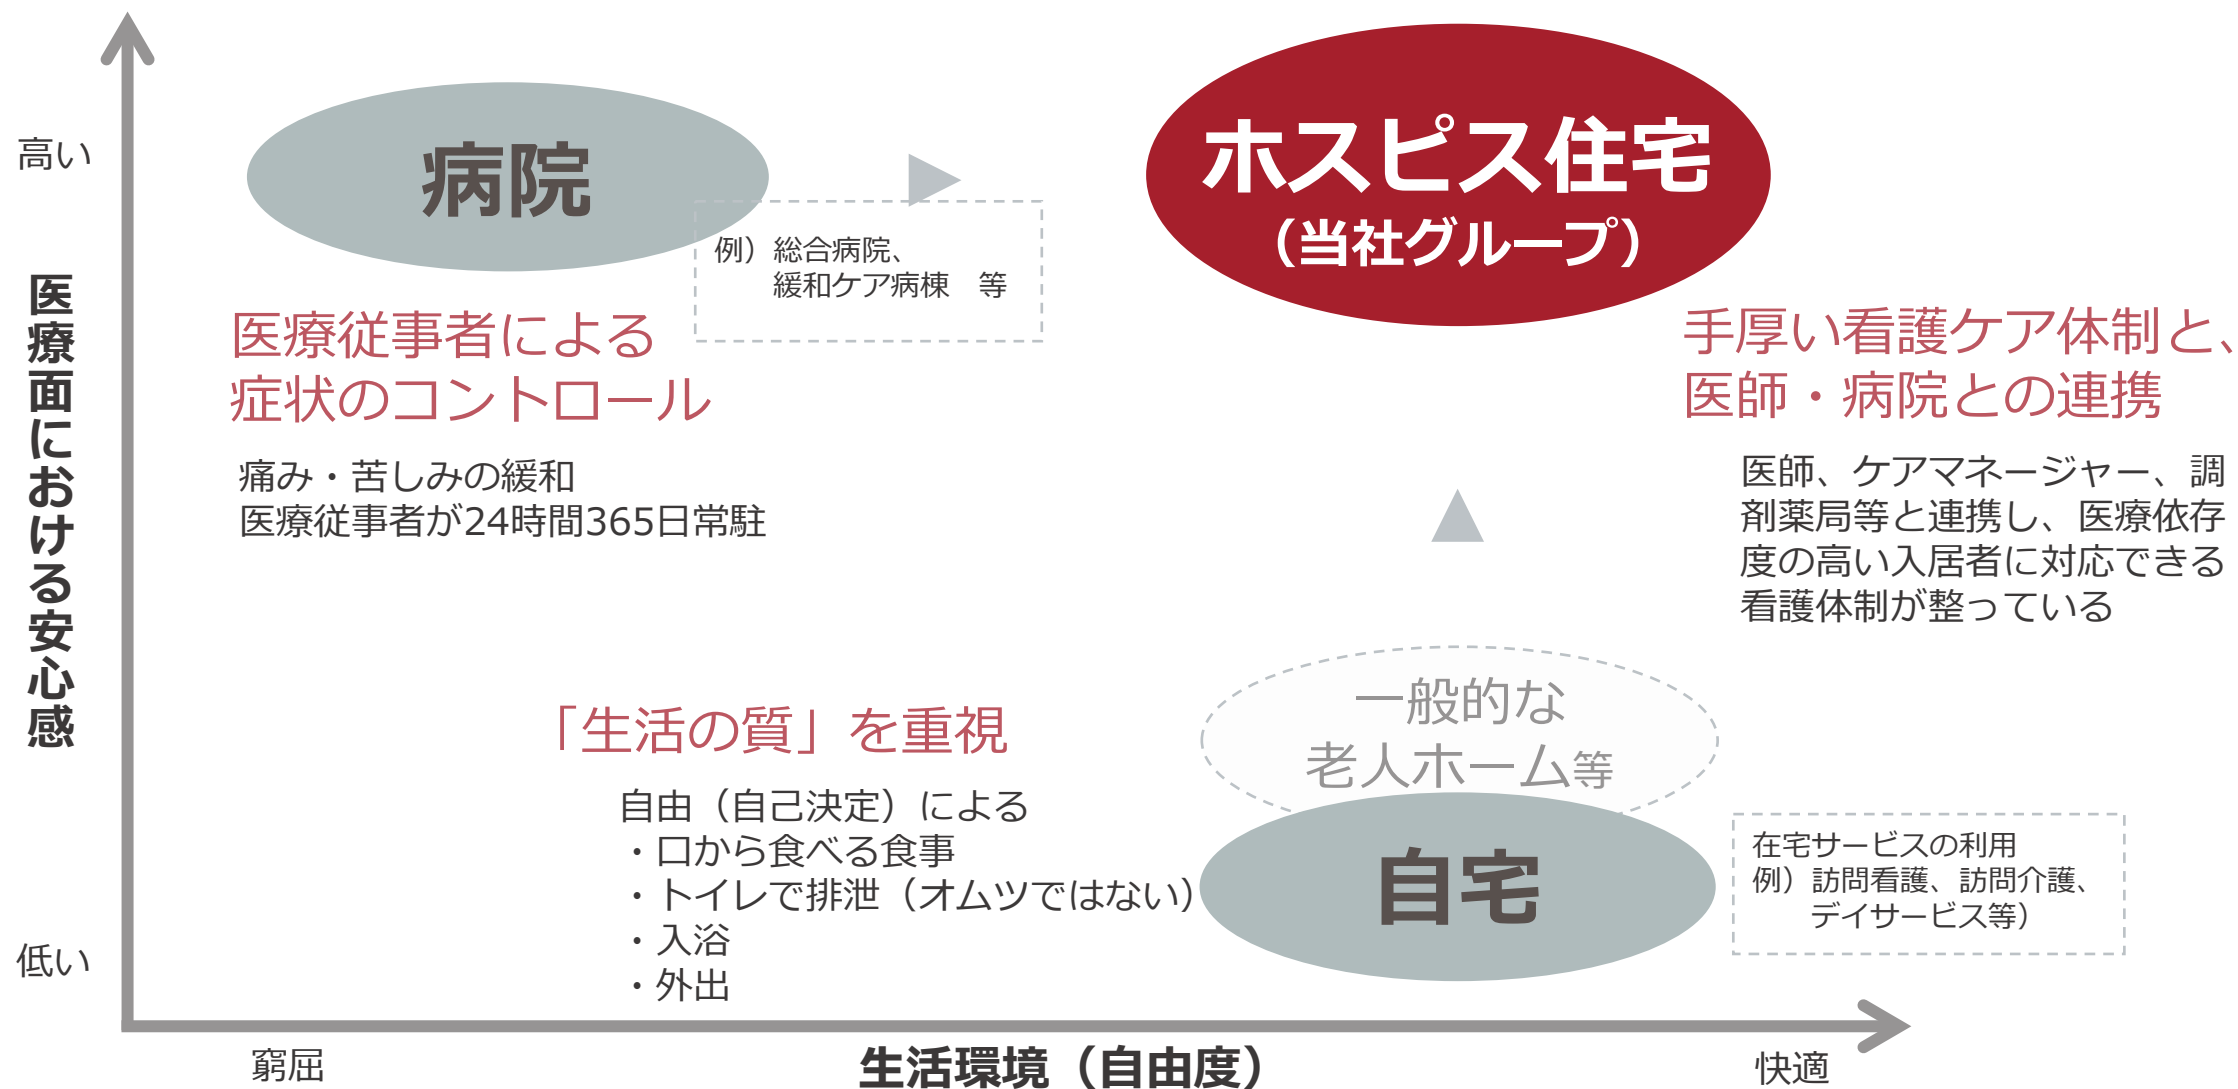 高い
医療面における安心感
低い
病院
例）総合病院、
緩和ケア病棟　等
医療従事者による
症状のコントロール
痛み・苦しみの緩和
医療従事者が24時間365日常駐
ホスピス住宅
（当社グループ）
手厚い看護ケア体制と、
医師・病院との連携
医師、ケアマネージャー、調
剤薬局等と連携し、医療依存
度の高い入居者に対応できる
看護体制が整っている
「生活の質」を重視
自由（自己決定）による
・口から食べる食事
・トイレで排泄（オムツではない）
・入浴
・外出
一般的な
老人ホーム等
自宅
在宅サービスの利用
例）訪問看護、訪問介護、
デイサービス等）
窮屈
生活環境（自由度）
快適